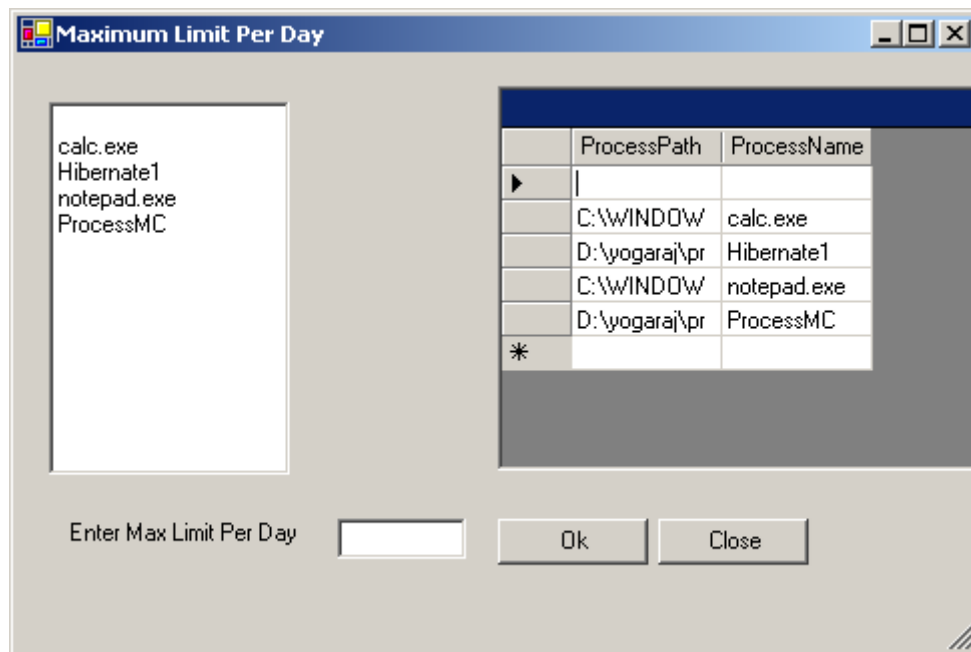 Maximum Limit Per Day
calc.exe
Hibernate1
notepad.exe
ProcessMC
ProcessPath ProcessName
C:\WINDOW calc.exe
D:\yogaraj\pr Hibernate1
C:\WINDOW notepad.exe
D:\yogaraj\pr ProcessMC
Enter Max Limit Per Day
Ok
Close